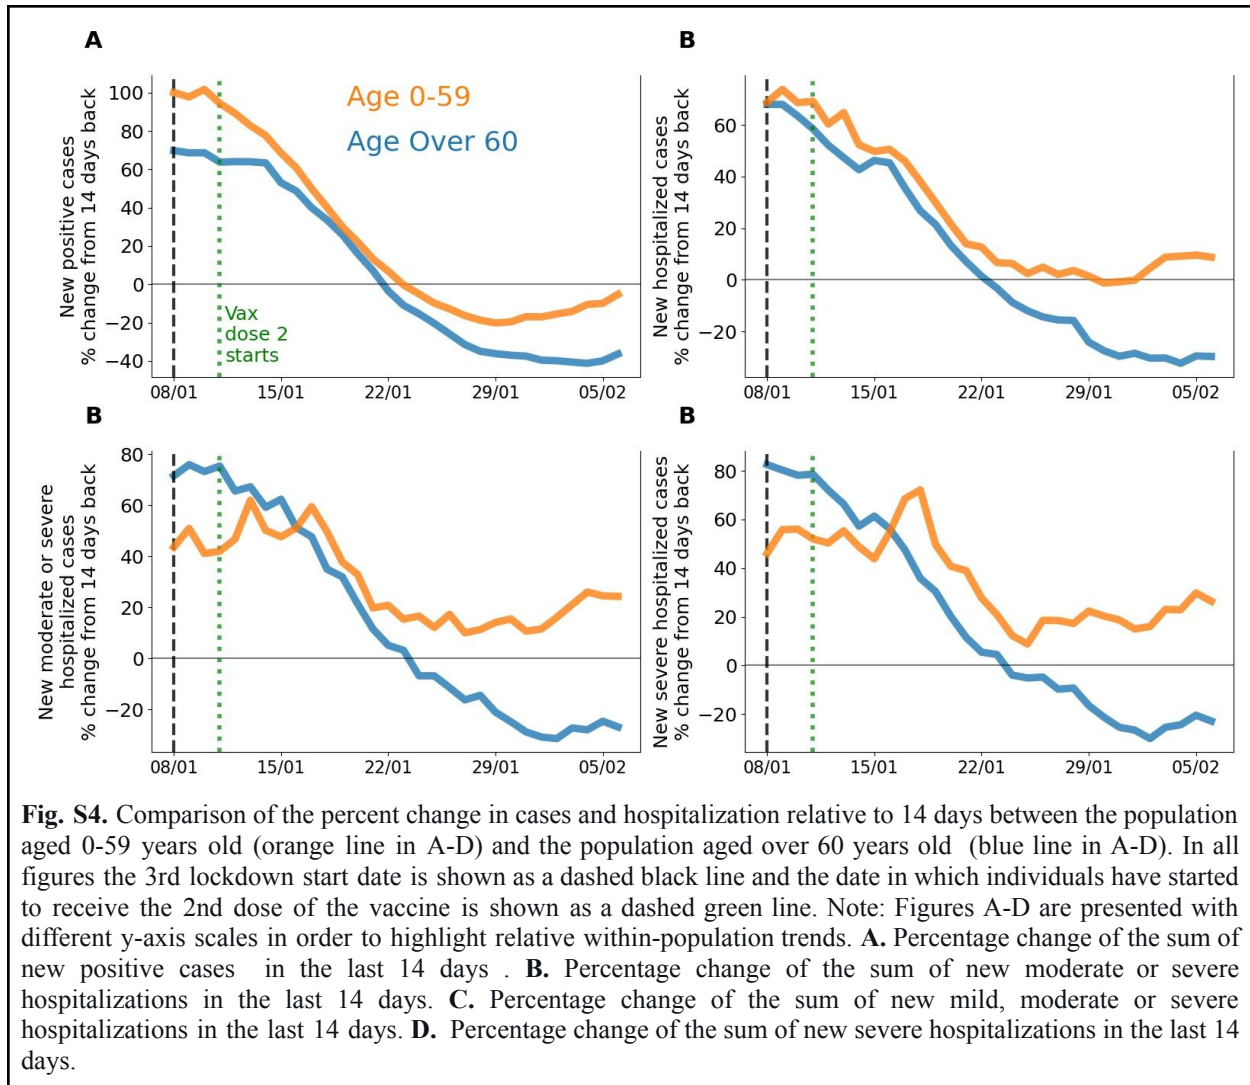 A
New positive cases
% change from 14 days back
100
80
60
40
20
0
−20
−40
Age 0-59
Age Over 60
Vax
dose 2
starts
08/01
15/01
22/01
29/01
05/02
B
New hospitalized cases
% change from 14 days back
60
40
20
0
−20
08/01
15/01
22/01
29/01
05/02
B
New moderate or severe
hospitalized cases
% change from 14 days back
80
60
40
20
0
−20
08/01
15/01
22/01
29/01
05/02
B
New severe hospitalized cases
% change from 14 days back
80
60
40
20
0
−20
08/01
15/01
22/01
29/01
05/02
Fig. S4. Comparison of the percent change in cases and hospitalization relative to 14 days between the population
aged 0-59 years old (orange line in A-D) and the population aged over 60 years old (blue line in A-D). In all
figures the 3rd lockdown start date is shown as a dashed black line and the date in which individuals have started
to receive the 2nd dose of the vaccine is shown as a dashed green line. Note: Figures A-D are presented with
different y-axis scales in order to highlight relative within-population trends. A. Percentage change of the sum of
new positive cases in the last 14 days . B. Percentage change of the sum of new moderate or severe
hospitalizations in the last 14 days. C. Percentage change of the sum of new mild, moderate or severe
hospitalizations in the last 14 days. D. Percentage change of the sum of new severe hospitalizations in the last 14
days.